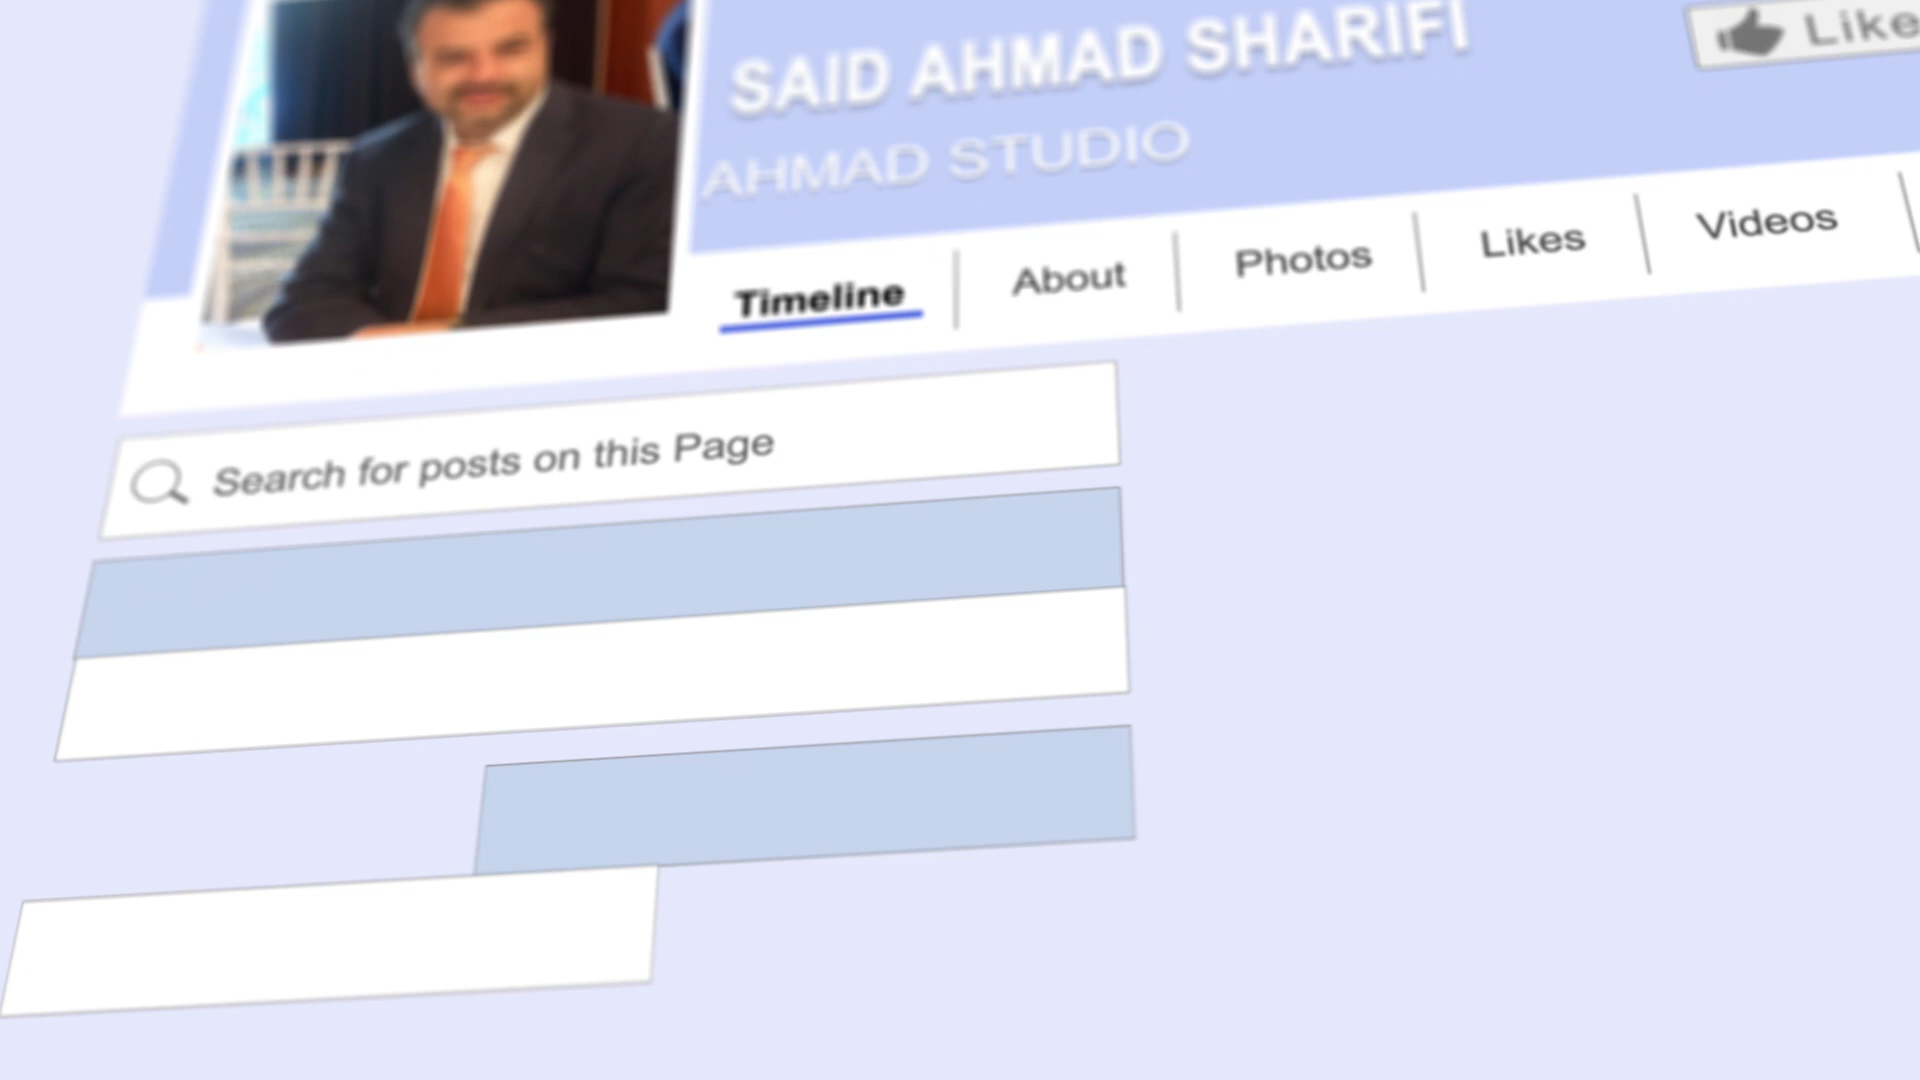 SAID AHMAD SHARIFI
Like
AHMAD STUDIO
Timeline
About
Photos
Likes
Videos
Search for posts on this Page